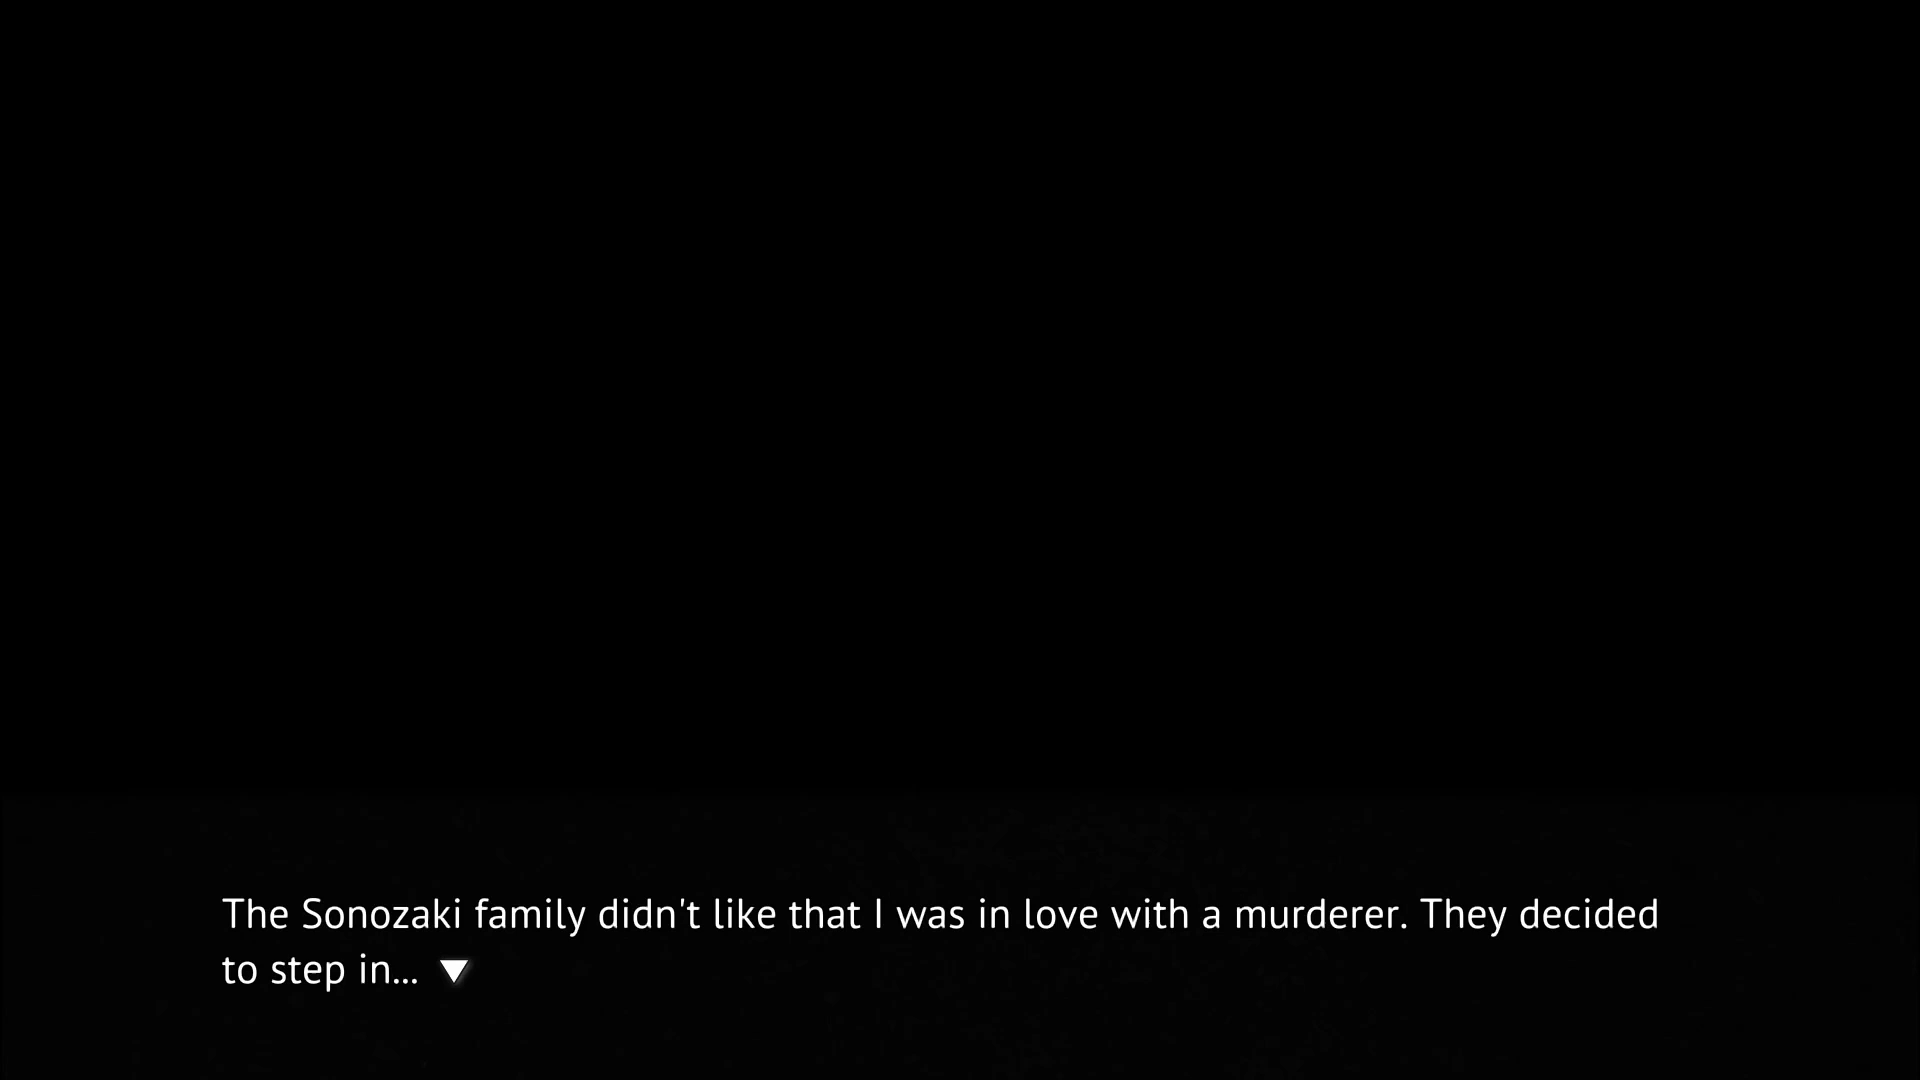 The Sonozaki family didn't like that I was in love with a murderer. They decided
to step in...